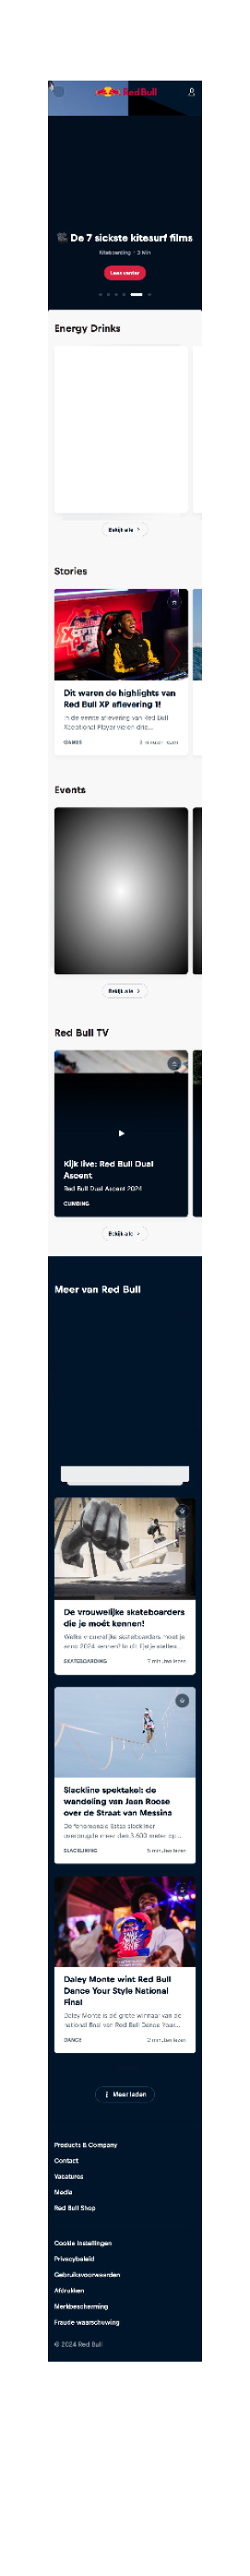 Red Bull
De 7 sickste kitesurf films
Kitesurfing · 3 Min
Lees verder
Energy Drinks
Bekijk alle >
Stories
Dit waren de highlights van
Red Bull XP aflevering 1!
In de eerste aflevering van Red Bull
Xceptional Player vielen drie...
GAMES
Events
Bekijk alle >
Red Bull TV
Kijk live: Red Bull Dual
Ascent
Red Bull Dual Ascent 2024
CLIMBING
Bekijk alle >
Meer van Red Bull
De vrouwelijke skateboarders
die je moét kennen!
Welke vrouwelijke skateboarders moet je
anno 2024 kennen? In dit lijstje stellen
SKATEBOARDING
7 min. lezen
Slackline spektakel: de
wandeling van Jaan Roose
over de Straat van Messina
De fenomenale Estse slackliner
overbrugde meer dan 3.600 meter op ...
SLACKLINING
5 min. lezen
Daley Monte wint Red Bull
Dance Your Style National
Final
Daley Monte is dé grote winnaar van de
national final van Red Bull Dance Your...
DANCE
2 min. lezen
Meer laden
Products & Company
Contact
Vacatures
Media
Red Bull Shop
Cookie instellingen
Privacybeleid
Gebruiksvoorwaarden
Afdrukken
Merkbescherming
Fraude waarschuwing
© 2024 Red Bull